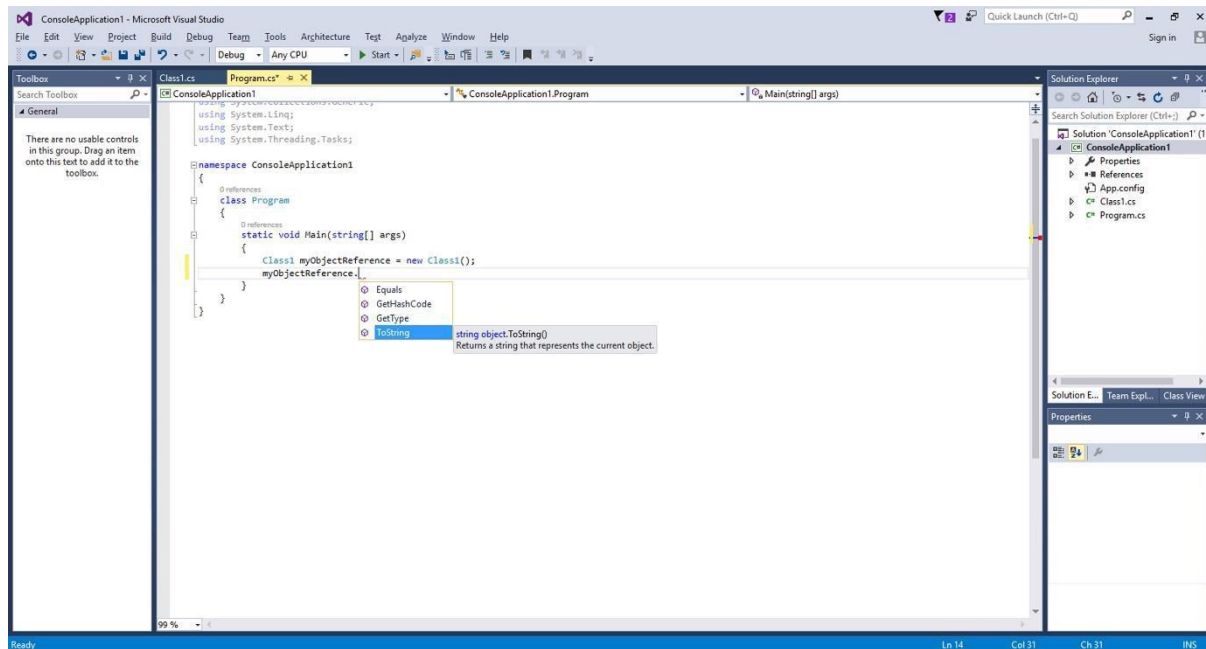 ConsoleApplication1 - Microsoft Visual Studio
2
Quick Launch (Ctrl+Q)
File Edit View Project Build Debug Team Tools Architecture Test Analyze Window Help
Sign in
Debug Any CPU Start
Toolbox
Search Toolbox
General
There are no usable controls
in this group. Drag an item
onto this text to add it to the
toolbox.
Class1.cs Program.cs*
ConsoleApplication1 ConsoleApplication1.Program Main(string[] args)
using System.Collections.Generic;
using System.Linq;
using System.Text;
using System.Threading.Tasks;
namespace ConsoleApplication1
{
0 references
class Program
{
0 references
static void Main(string[] args)
{
Class1 myObjectReference = new Class1();
myObjectReference.
}
}
}
Equals
GetHashCode
GetType
ToString
string object.ToString()
Returns a string that represents the current object.
99 %
Solution Explorer
Search Solution Explorer (Ctrl+;)
Solution 'ConsoleApplication1' (1
C# ConsoleApplication1
Properties
References
App.config
C# Class1.cs
C# Program.cs
Solution E... Team Expl... Class View
Properties
Ready Ln 14 Col 31 Ch 31 INS